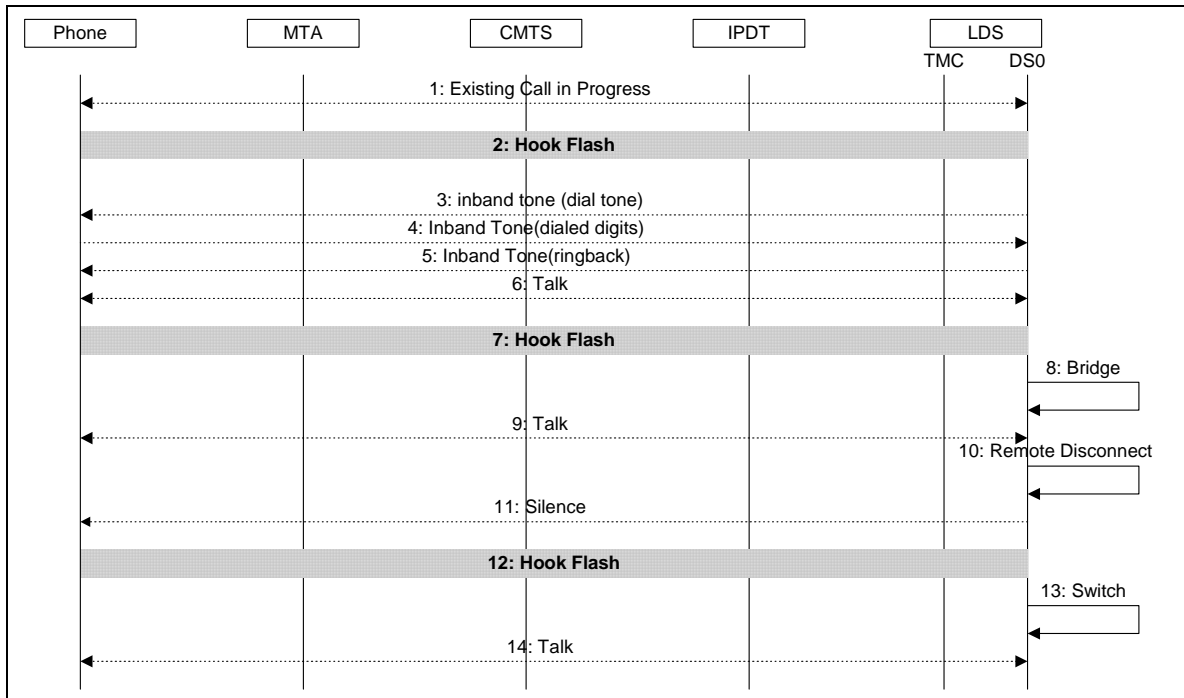 Phone MTA CMTS IPDT LDS
TMC DS0
1: Existing Call in Progress
2: Hook Flash
3: inband tone (dial tone)
4: Inband Tone(dialed digits)
5: Inband Tone(ringback)
6: Talk
7: Hook Flash
8: Bridge
9: Talk
10: Remote Disconnect
11: Silence
12: Hook Flash
13: Switch
14: Talk